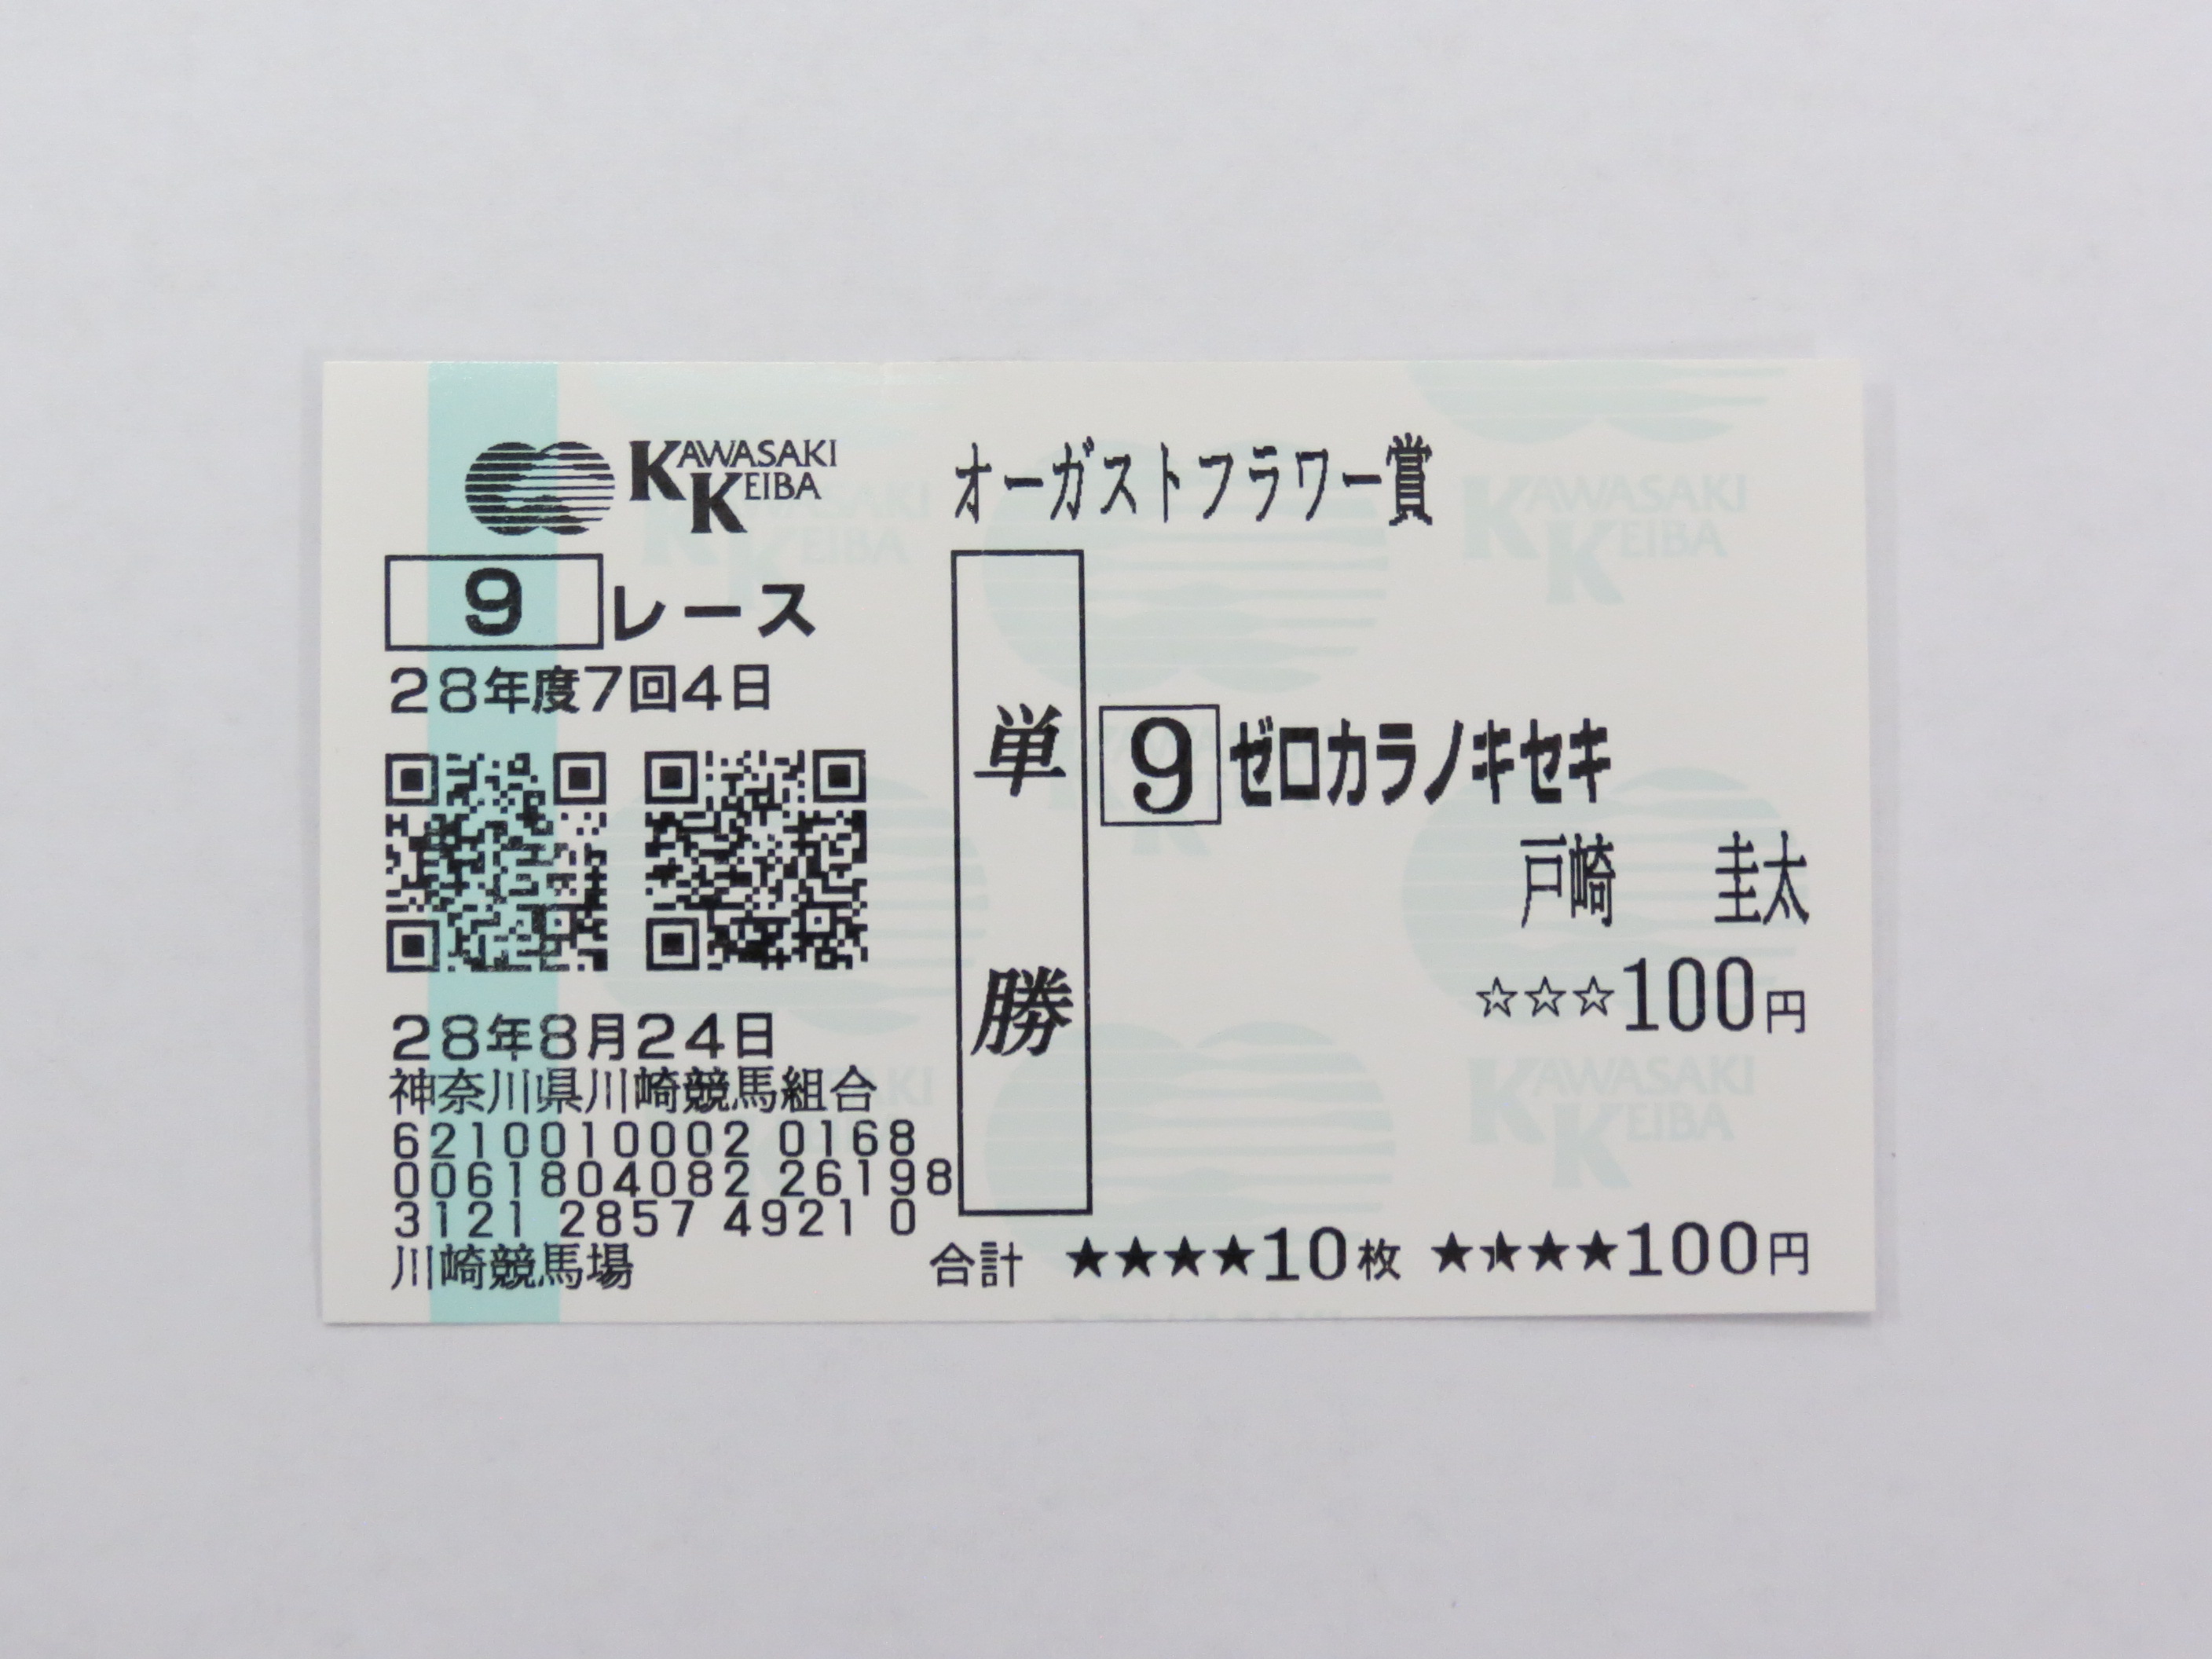 KAWASAKI KEIBA
オーガストフラワー賞
9レース
28年度7回4日
単勝
9 ゼロカラノキセキ
戸崎 圭太
☆☆☆100円
28年8月24日
神奈川県川崎競馬組合
6210010002 0168
0061804082 26198
3121 2857 4921 0
川崎競馬場
合計 ★★★★10枚 ★★★★100円